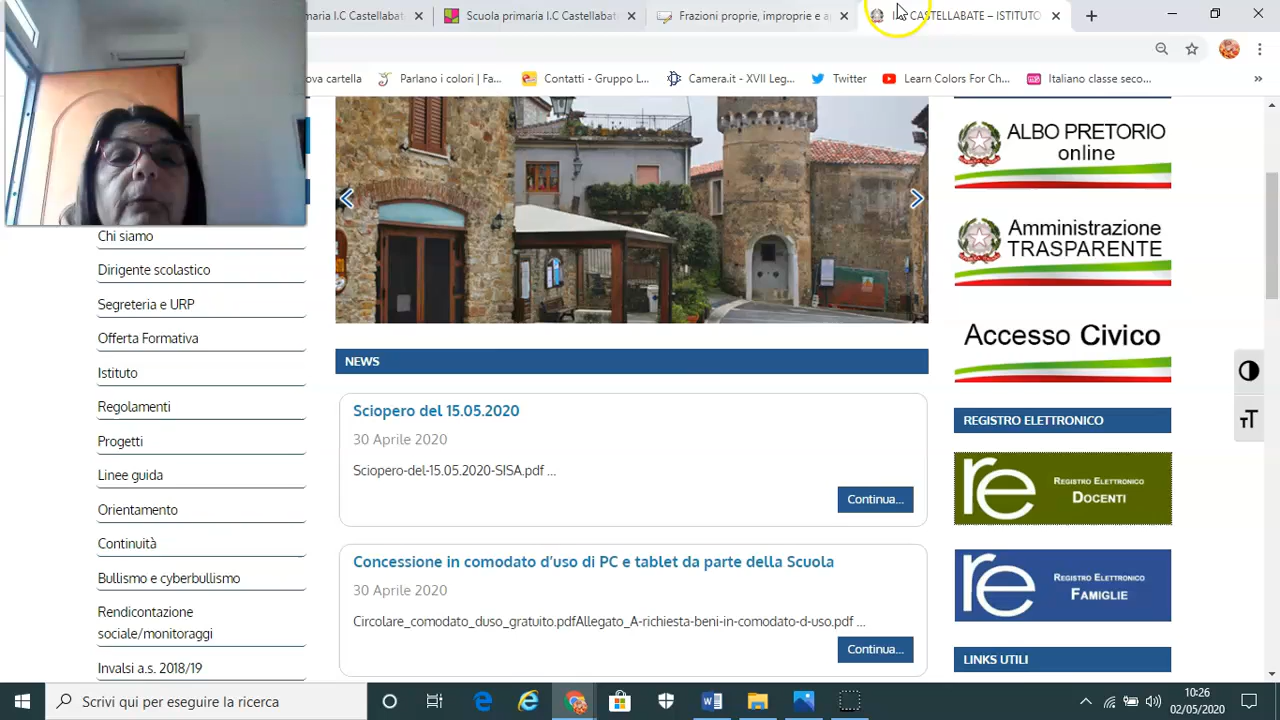 aria I.C Castellabat
Scuola primaria I.C Castellabat
Frazioni proprie, improprie e a
CASTELLABATE – ISTITUTO
ova cartella
Parlano i colori | Fa...
Contatti - Gruppo L...
Camera.it - XVII Leg...
Twitter
Learn Colors For Ch...
Italiano classe seco...
»
Chi siamo
Dirigente scolastico
Segreteria e URP
Offerta Formativa
Istituto
Regolamenti
Progetti
Linee guida
Orientamento
Continuità
Bullismo e cyberbullismo
Rendicontazione
sociale/monitoraggi
Invalsi a.s. 2018/19
NEWS
Sciopero del 15.05.2020
30 Aprile 2020
Sciopero-del-15.05.2020-SISA.pdf ...
Continua...
Concessione in comodato d'uso di PC e tablet da parte della Scuola
30 Aprile 2020
Circolare_comodato_duso_gratuito.pdfAllegato_A-richiesta-beni-in-comodato-d-uso.pdf ...
Continua...
ALBO PRETORIO
online
Amministrazione
TRASPARENTE
Accesso Civico
REGISTRO ELETTRONICO
re
REGISTRO ELETTRONICO
DOCENTI
re
REGISTRO ELETTRONICO
FAMIGLIE
LINKS UTILI
TT
Scrivi qui per eseguire la ricerca
10:26
02/05/2020